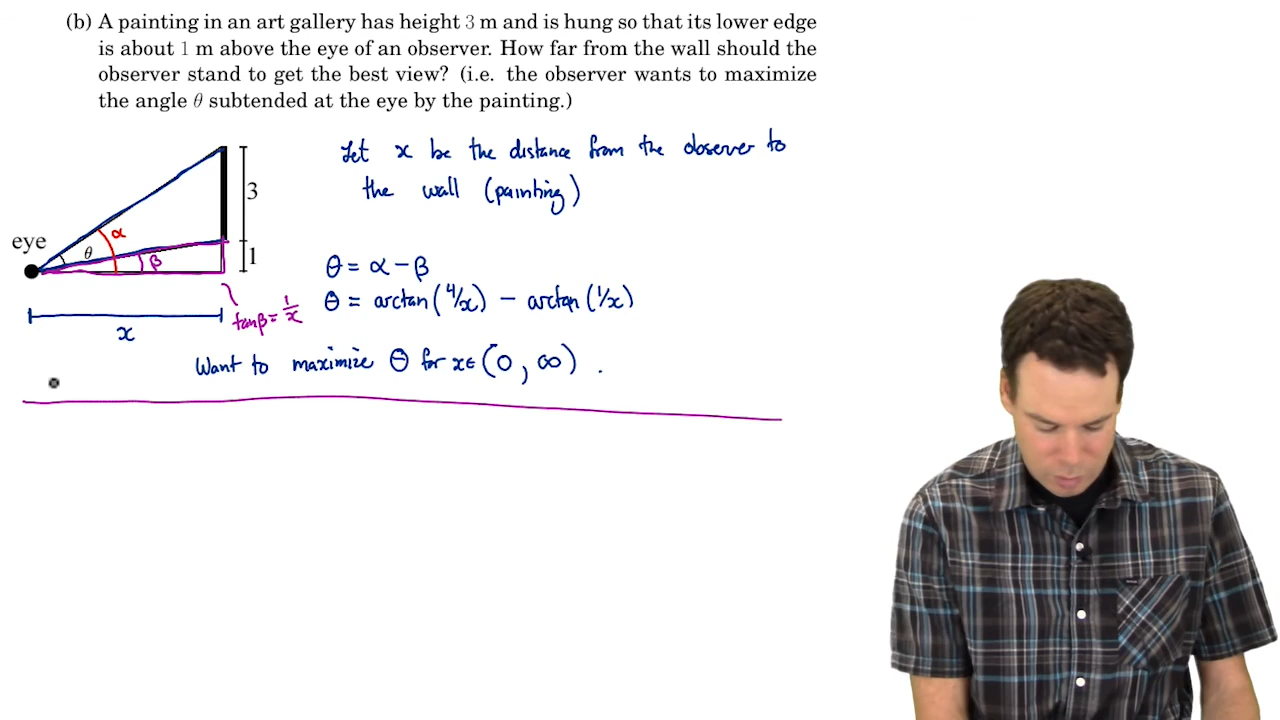 (b) A painting in an art gallery has height 3 m and is hung so that its lower edge
is about 1 m above the eye of an observer. How far from the wall should the
observer stand to get the best view? (i.e. the observer wants to maximize
the angle θ subtended at the eye by the painting.)
Let x be the distance from the observer to
the wall (painting)
3
eye
α
θ
β
1
θ = α − β
θ = arctan(4/x) − arctan(1/x)
tanβ = 1/x
x
Want to maximize θ for x∈(0, ∞).